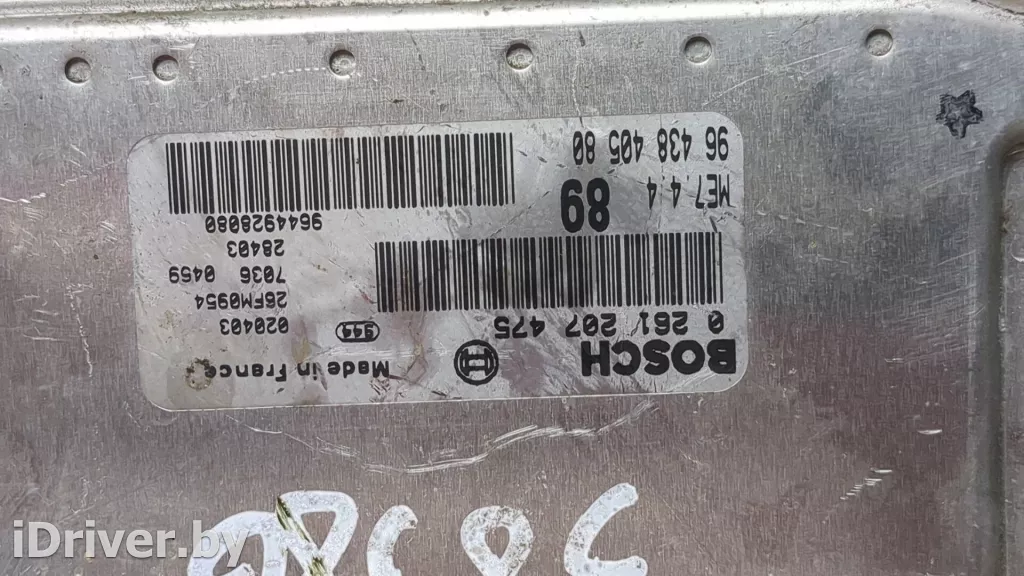 BOSCH
Made in France
0 261 207 475
944
020403
26FM0954
7036 0459
28403
9644928080
ME7.4.4
89
96 438 405 80
iDriver.by